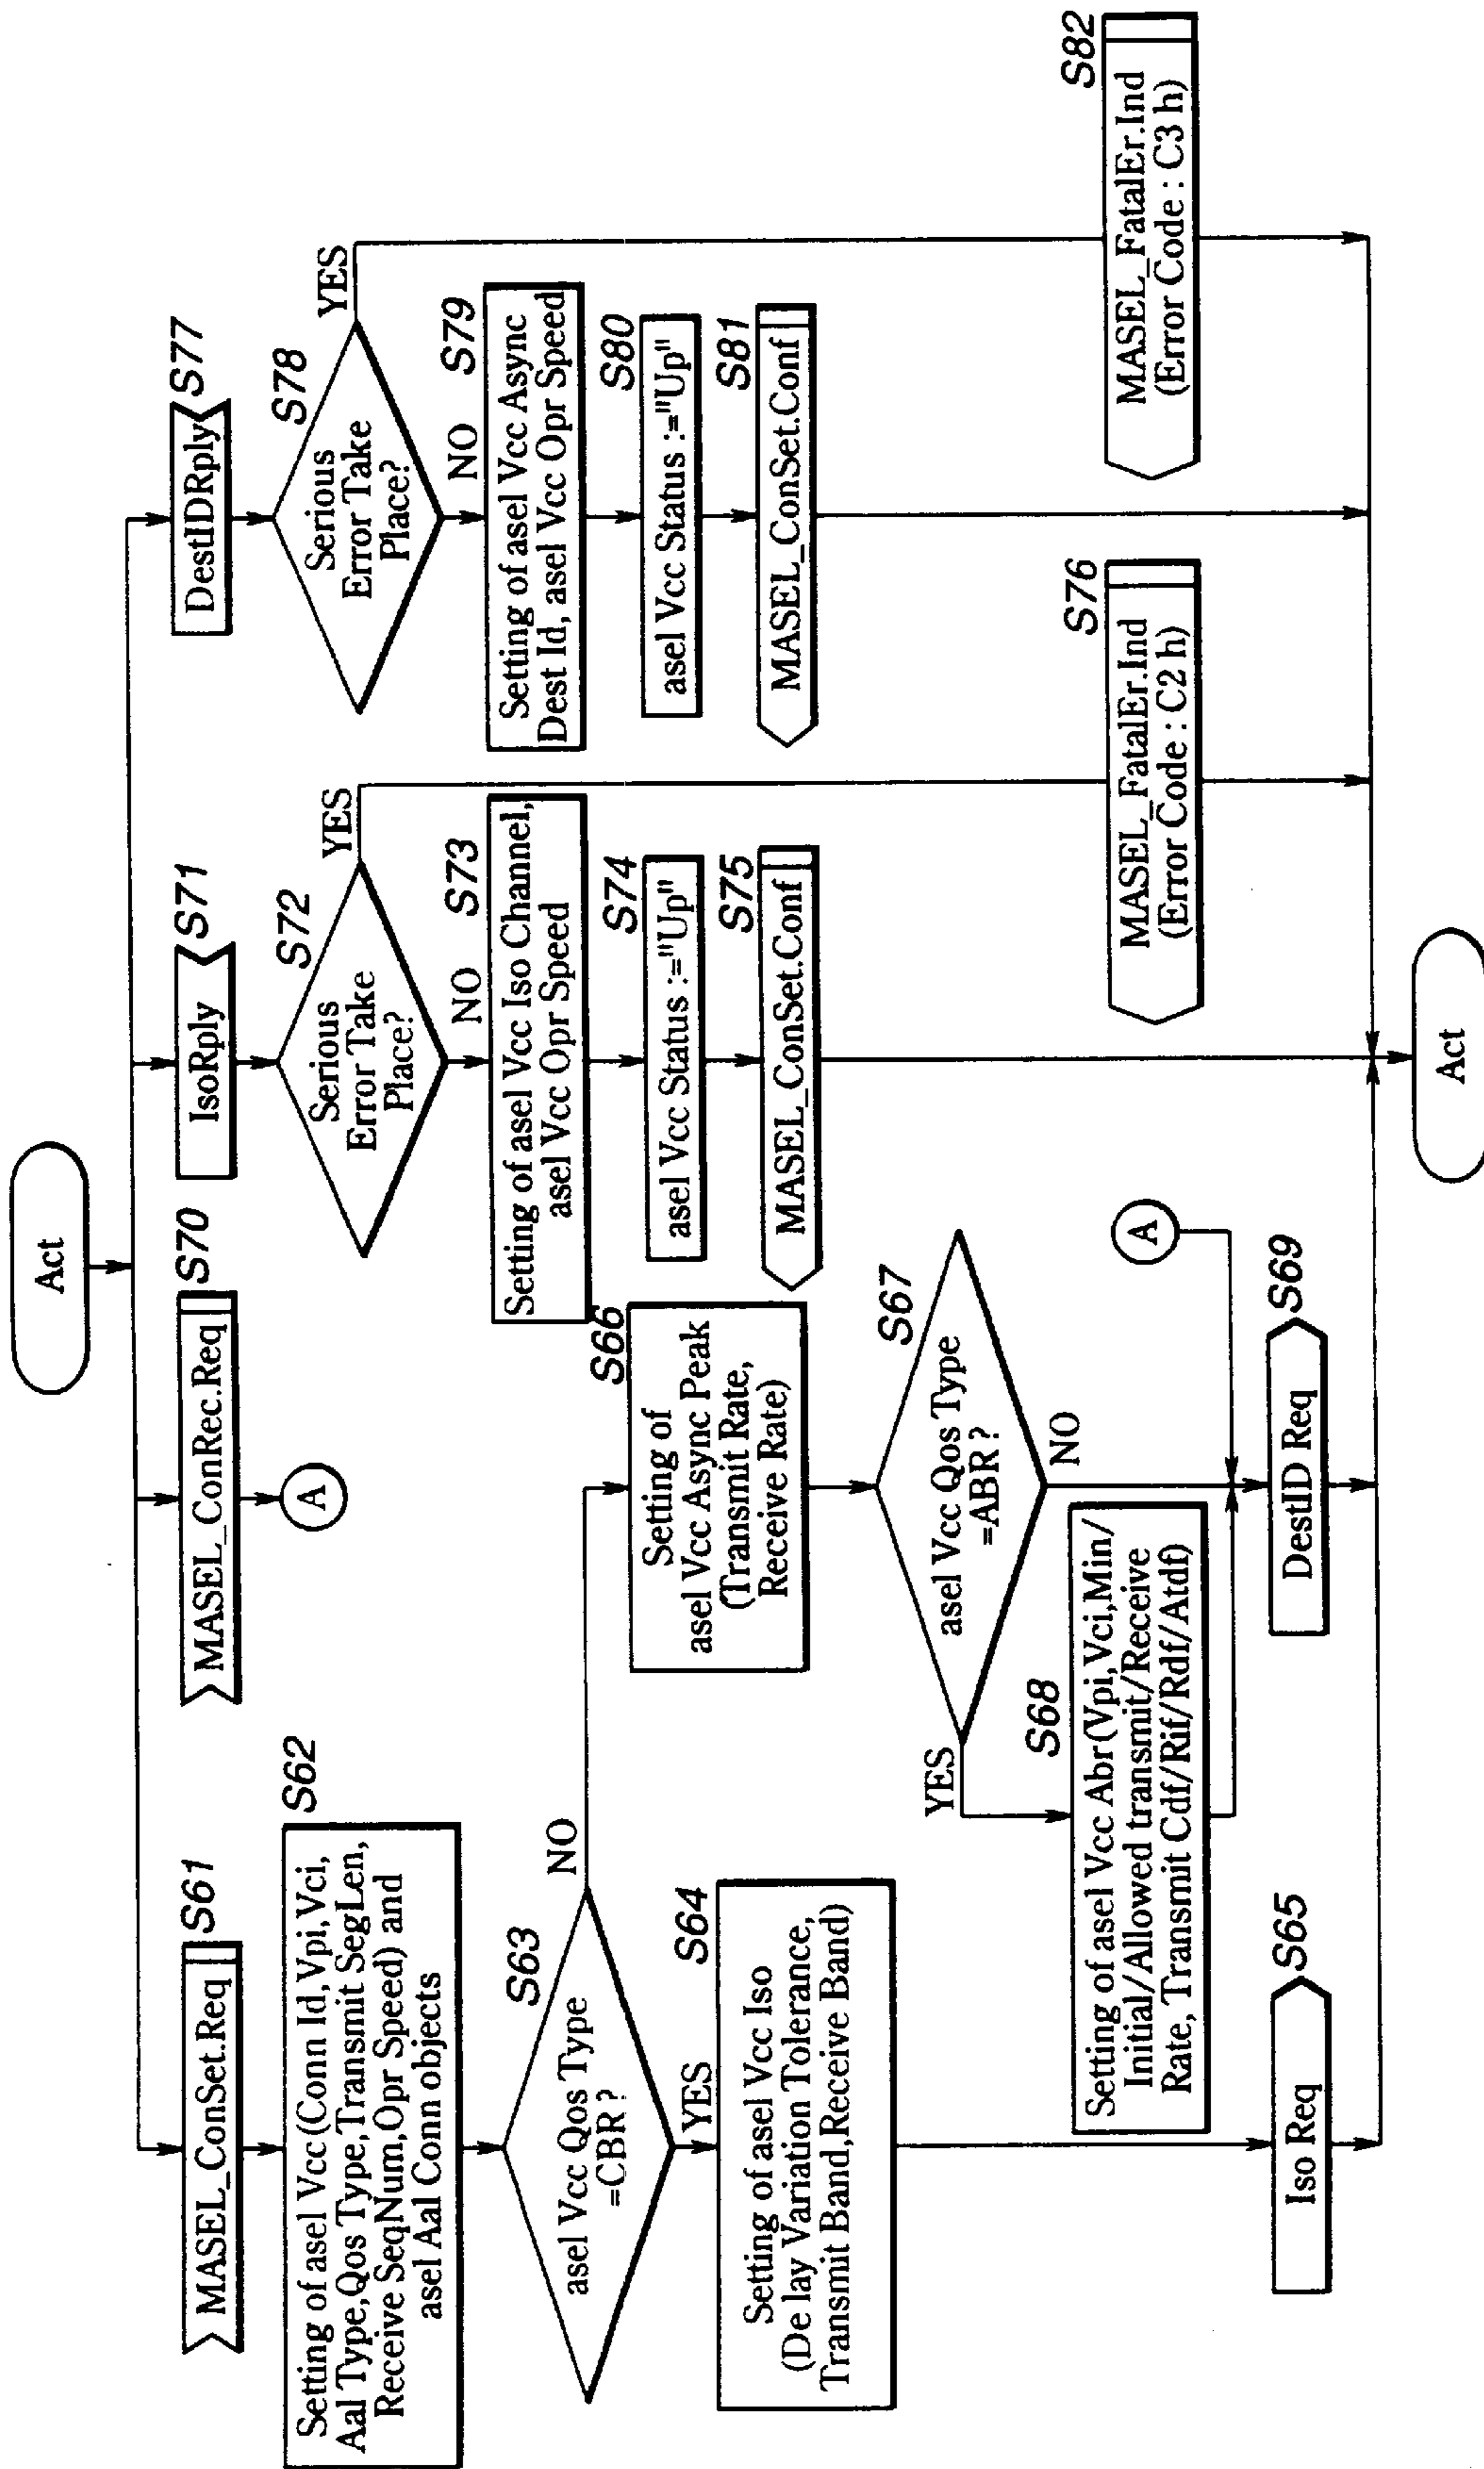 Act
MASEL_ConSet.Req
S61
Setting of asel Vcc(Conn Id,Vpi,Vci,
Aal Type,Qos Type,Transmit SegLen,
Receive SeqNum,Opr Speed) and
asel Aal Conn objects
S62
asel Vcc Qos Type
=CBR?
S63
NO
YES
Setting of asel Vcc Iso
(De lay Variation Tolerance,
Transmit Band,Receive Band)
S64
Iso Req
S65
Setting of
asel Vcc Async Peak
(Transmit Rate,
Receive Rate)
S66
asel Vcc Qos Type
=ABR?
S67
YES
NO
Setting of asel Vcc Abr(Vpi,Vci,Min/
Initial/Allowed transmit/Receive
Rate, Transmit Cdf/Rif/Rdf/Atdf)
S68
A
DestID Req
S69
MASEL_ConRec.Req
S70
A
IsoRply
S71
Serious
Error Take
Place?
S72
YES
NO
Setting of asel Vcc Iso Channel,
asel Vcc Opr Speed
S73
asel Vcc Status :="Up"
S74
MASEL_ConSet.Conf
S75
MASEL_FatalEr.Ind
(Error Code : C2 h)
S76
DestIDRply
S77
Serious
Error Take
Place?
S78
YES
NO
Setting of asel Vcc Async
Dest Id, asel Vcc Opr Speed
S79
asel Vcc Status :="Up"
S80
MASEL_ConSet.Conf
S81
MASEL_FatalEr.Ind
(Error Code : C3 h)
S82
Act